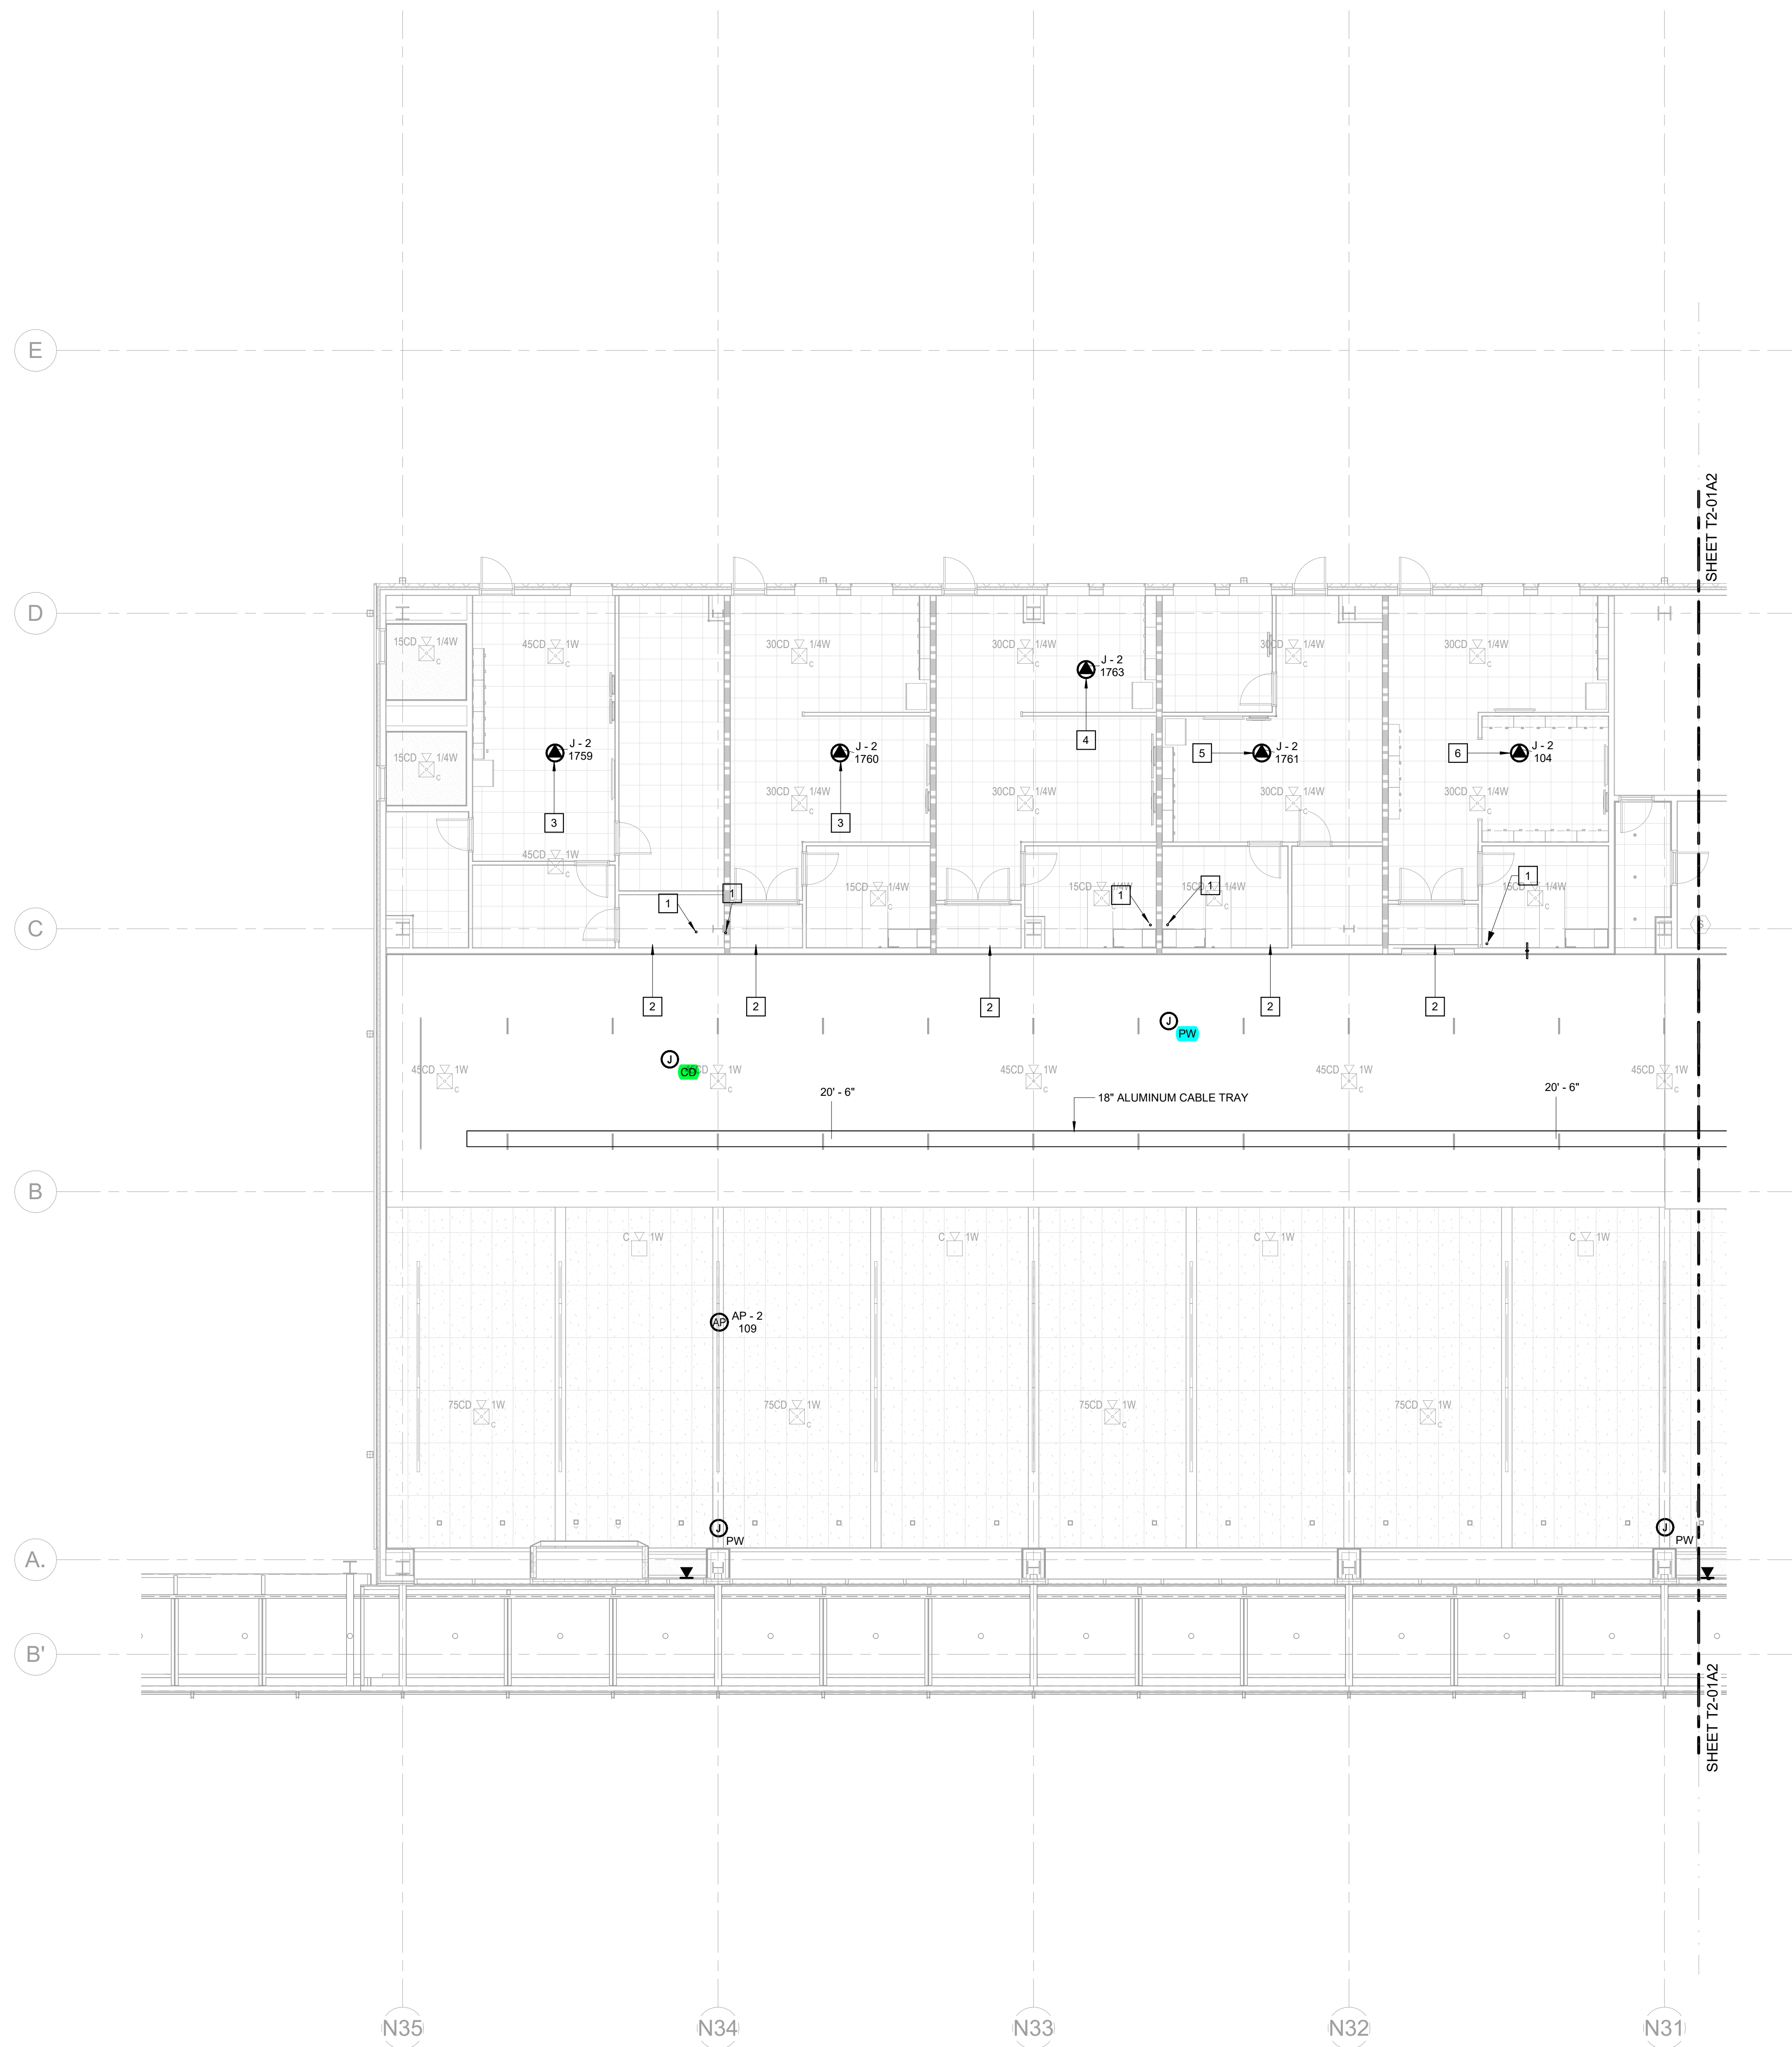 E
SHEET T2-01A2
D
15CD 1/4W
C
45CD 1W
C
30CD 1/4W
C
30CD 1/4W
C
30CD 1/4W
C
30CD 1/4W
C
J - 2
1763
4
15CD 1/4W
C
J - 2
1759
3
J - 2
1760
3
5
J - 2
1761
6
J - 2
104
30CD 1/4W
C
30CD 1/4W
C
30CD 1/4W
C
30CD 1/4W
C
45CD 1W
C
15CD 1/4W
C
15CD 1/4W
C
15CD 1/4W
C
15CD 1/4W
C
1
1
1
1
1
C
2
2
2
2
2
J
PW
J
CD
45CD 1W
C
1W
C
45CD 1W
C
45CD 1W
C
45CD 1W
C
20' - 6"
18" ALUMINUM CABLE TRAY
20' - 6"
B
C 1W
C 1W
C 1W
C 1W
AP
AP - 2
109
75CD 1W
C
75CD 1W
C
75CD 1W
C
75CD 1W
C
J
PW
J
PW
A.
B'
SHEET T2-01A2
N35
N34
N33
N32
N31